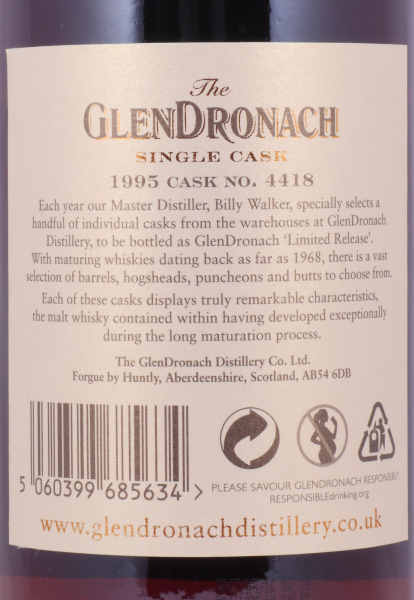 The
GLENDRONACH
SINGLE CASK
1995 CASK NO. 4418
Each year our Master Distiller, Billy Walker, specially selects a
handful of individual casks from the warehouses at GlenDronach
Distillery, to be bottled as GlenDronach ‘Limited Release’.
With maturing whiskies dating back as far as 1968, there is a vast
selection of barrels, hogsheads, puncheons and butts to choose from.
Each of these casks displays truly remarkable characteristics,
the malt whisky contained within having developed exceptionally
during the long maturation process.
The GlenDronach Distillery Co. Ltd.
Forgue by Huntly, Aberdeenshire, Scotland, AB54 6DB
5 060399 685634 >
PLEASE SAVOUR GLENDRONACH RESPONSIBLY
RESPONSIBLEdrinking.org
www.glendronachdistillery.co.uk